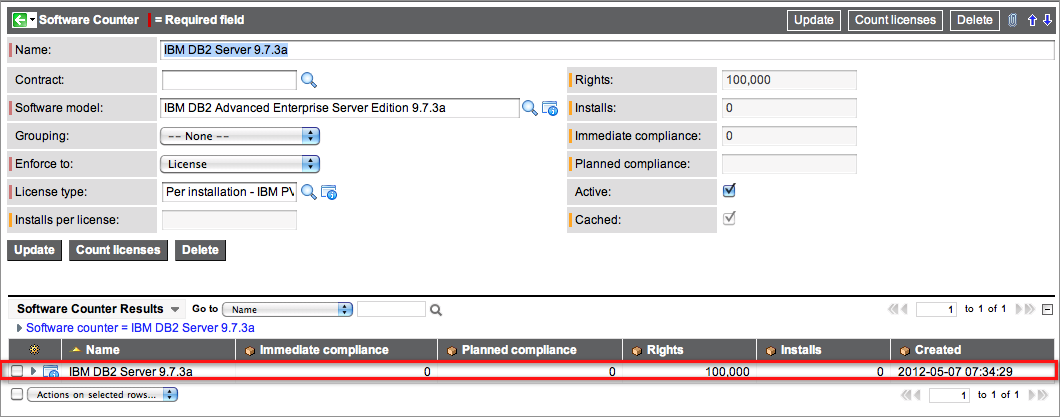 Software Counter = Required field Update Count licenses Delete
Name: IBM DB2 Server 9.7.3a
Contract: Rights: 100,000
Software model: IBM DB2 Advanced Enterprise Server Edition 9.7.3a Installs: 0
Grouping: -- None -- Immediate compliance: 0
Enforce to: License Planned compliance:
License type: Per installation - IBM PV Active:
Installs per license: Cached:
Update Count licenses Delete
Software Counter Results Go to Name 1 to 1 of 1
Software counter = IBM DB2 Server 9.7.3a
Name Immediate compliance Planned compliance Rights Installs Created
IBM DB2 Server 9.7.3a 0 0 100,000 0 2012-05-07 07:34:29
Actions on selected rows... 1 to 1 of 1